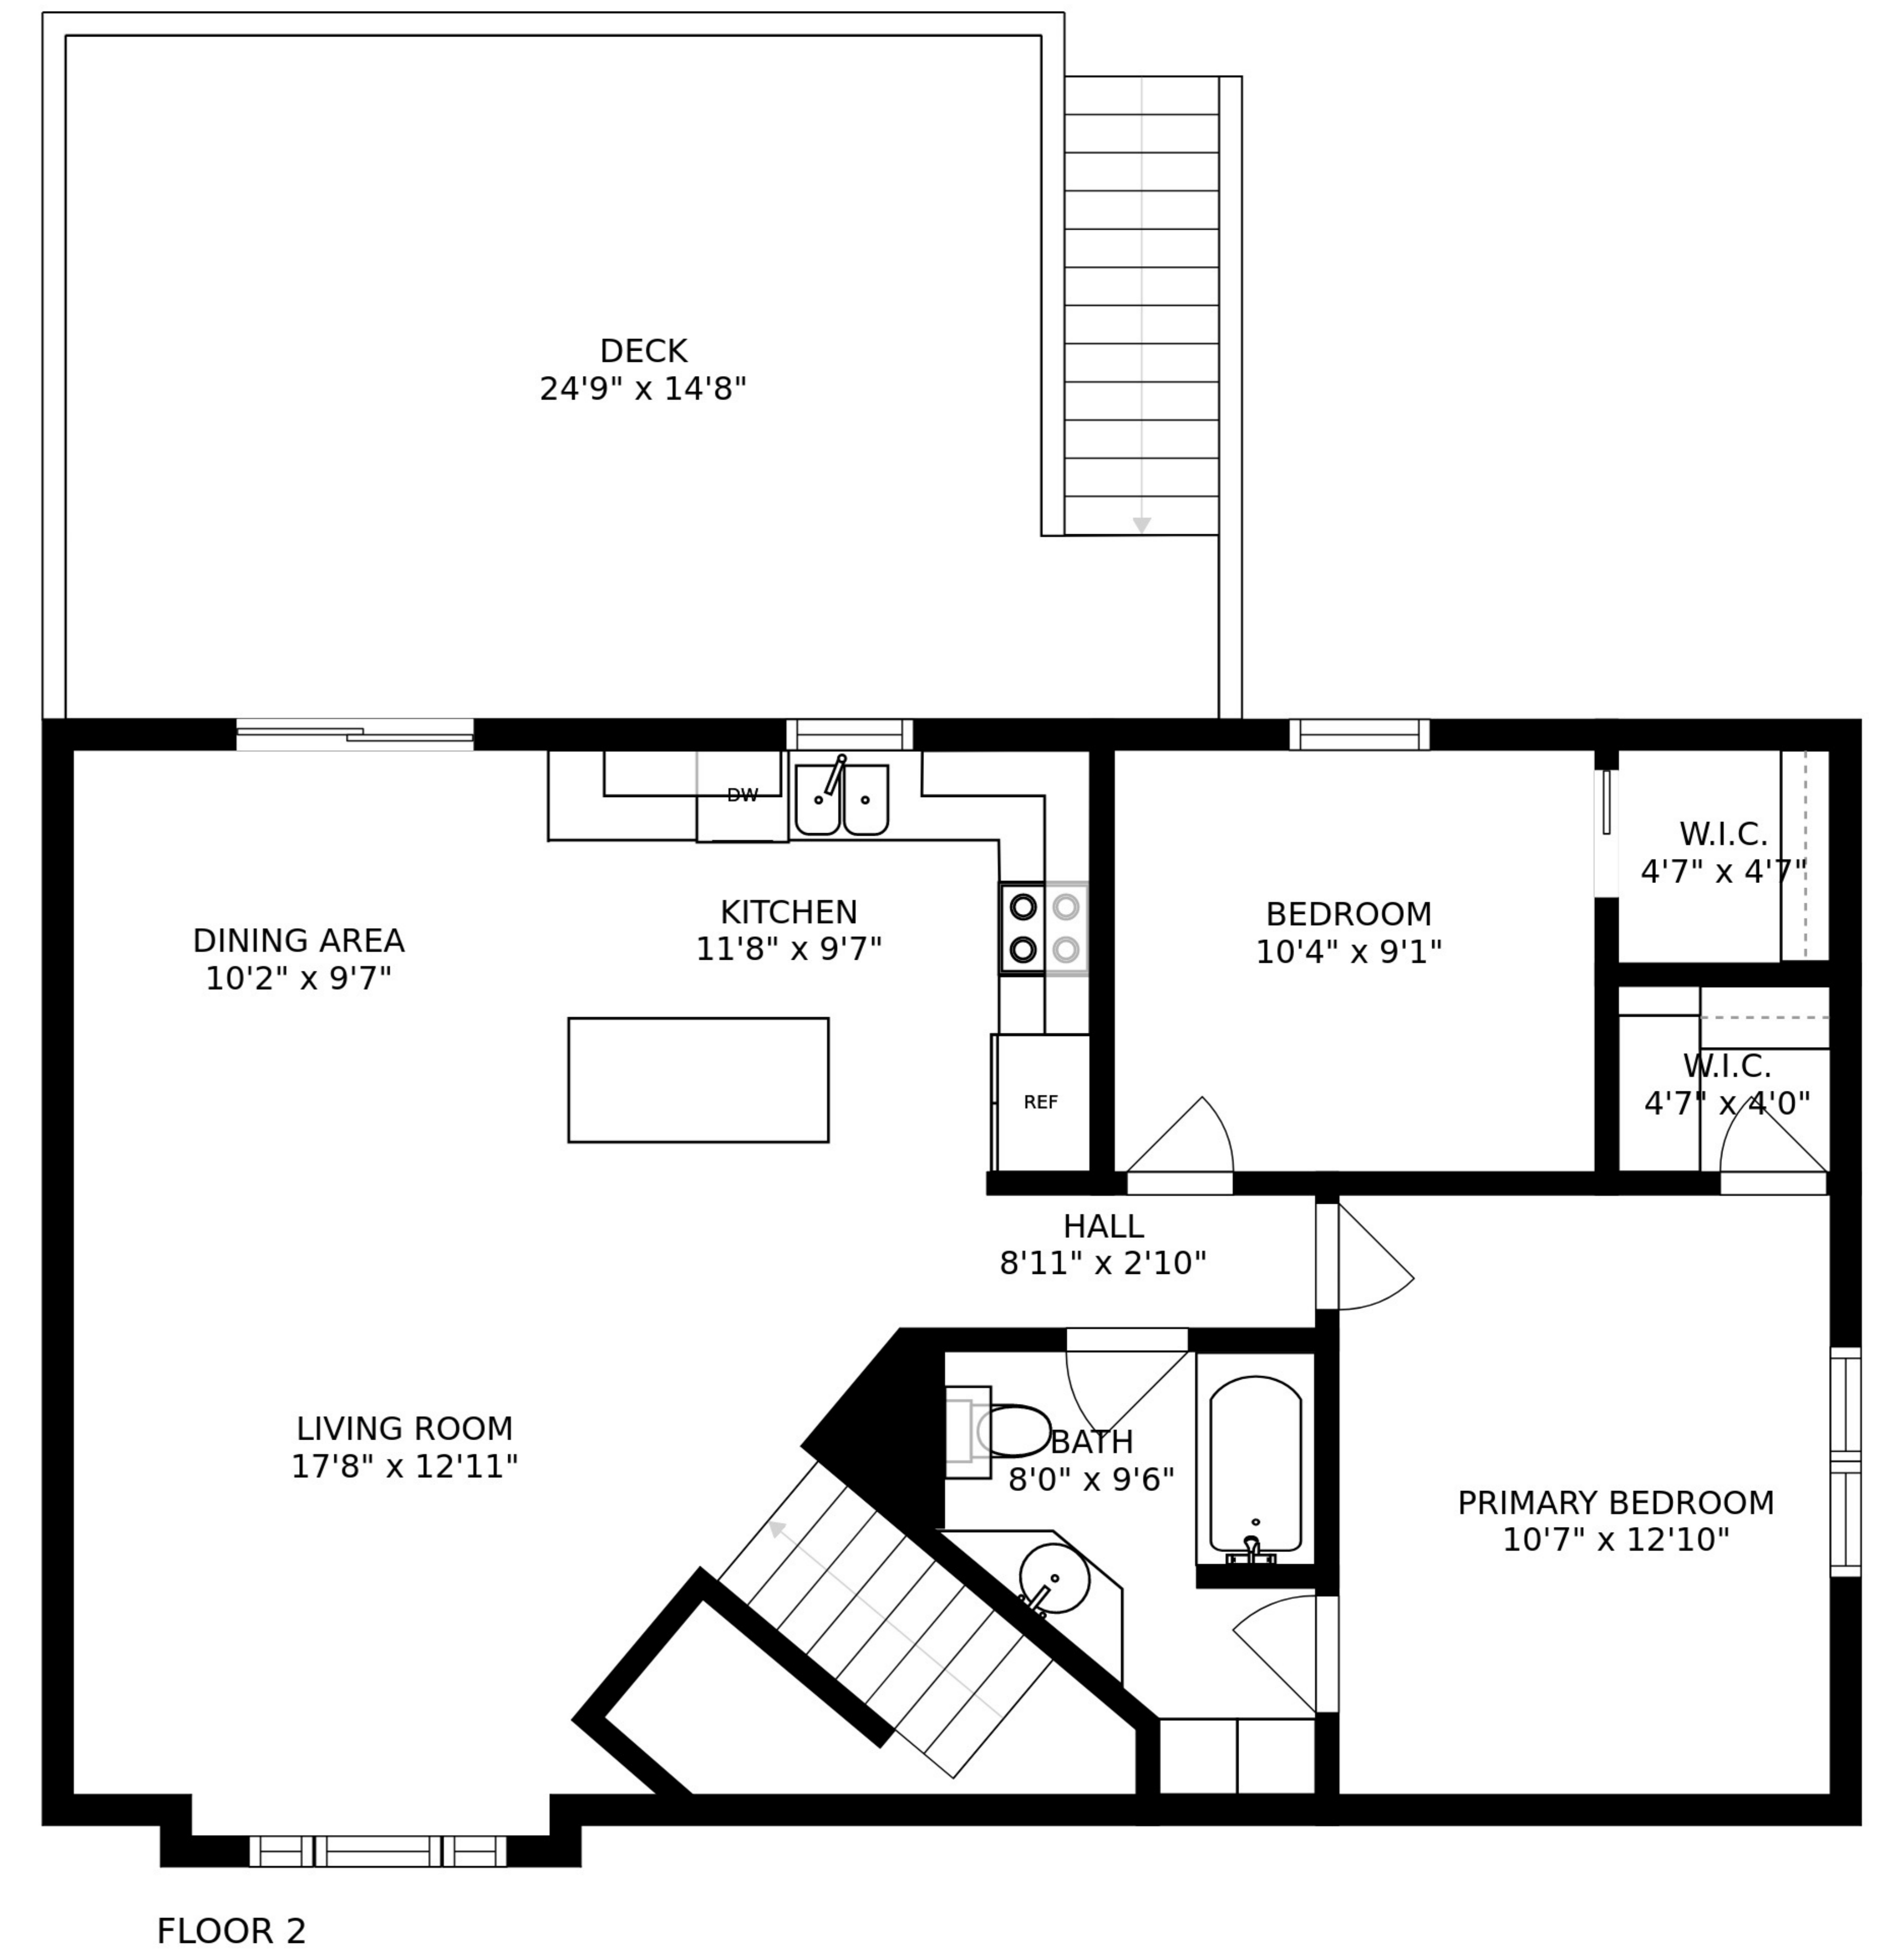 DECK
24'9" x 14'8"
DW
KITCHEN
11'8" x 9'7"
DINING AREA
10'2" x 9'7"
BEDROOM
10'4" x 9'1"
W.I.C.
4'7" x 4'7"
W.I.C.
4'7" x 4'0"
REF
HALL
8'11" x 2'10"
LIVING ROOM
17'8" x 12'11"
BATH
8'0" x 9'6"
PRIMARY BEDROOM
10'7" x 12'10"
FLOOR 2